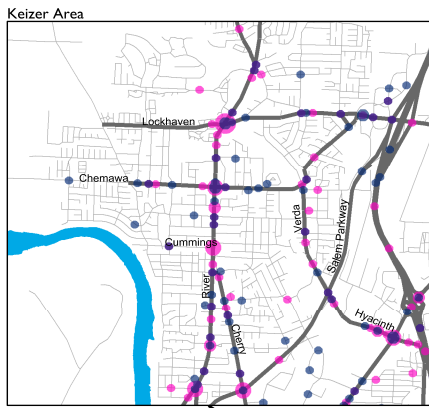 Keizer Area
Lockhaven
Chemawa
Verda
Salem Parkway
Cummings
River
Hyacinth
Cherry